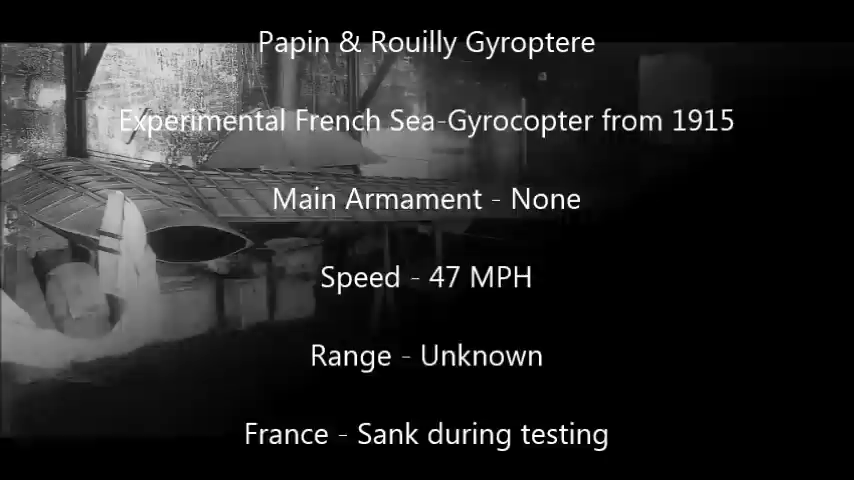 Papin & Rouilly Gyroptere
Experimental French Sea-Gyrocopter from 1915
Main Armament - None
Speed - 47 MPH
Range - Unknown
France - Sank during testing